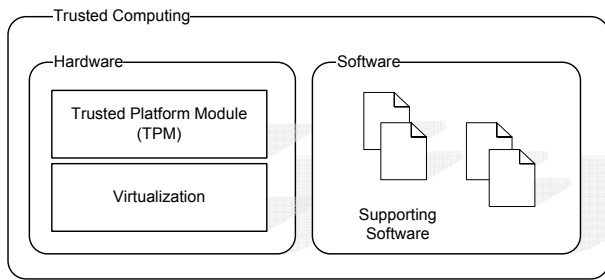 Trusted Computing
Hardware
Software
Trusted Platform Module
(TPM)
Virtualization
Supporting
Software